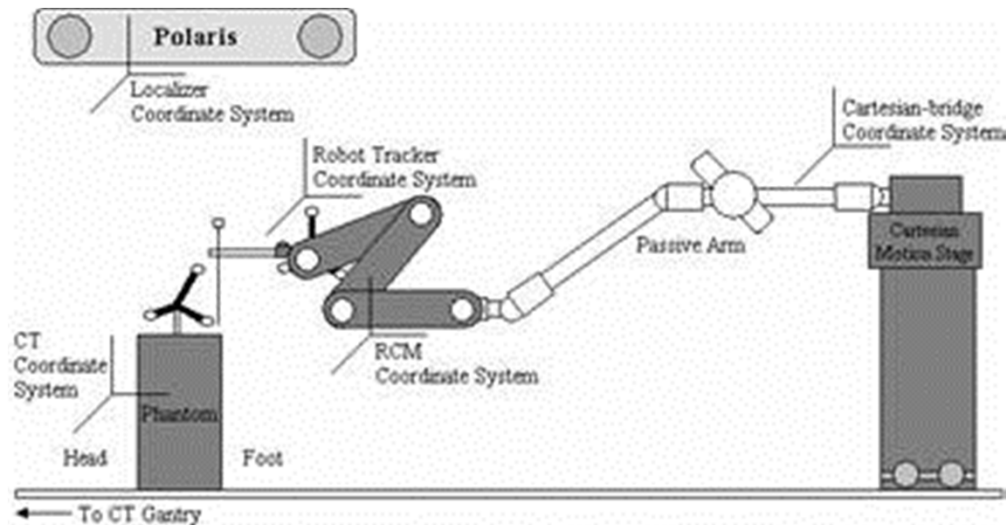 Polaris
Localizer
Coordinate System
Cartesian-bridge
Coordinate System
Robot Tracker
Coordinate System
Passive Arm
Cartesian
Motion Stage
CT
Coordinate
System
RCM
Coordinate System
Phantom
Head
Foot
To CT Gantry